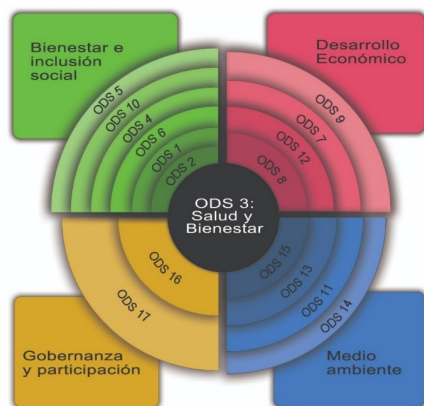 Bienestar e
inclusión
social
Desarrollo
Económico
ODS 5
ODS 10
ODS 4
ODS 6
ODS 1
ODS 2
ODS 9
ODS 7
ODS 12
ODS 8
ODS 3:
Salud y
Bienestar
ODS 16
ODS 17
ODS 15
ODS 13
ODS 11
ODS 14
Gobernanza
y participación
Medio
ambiente